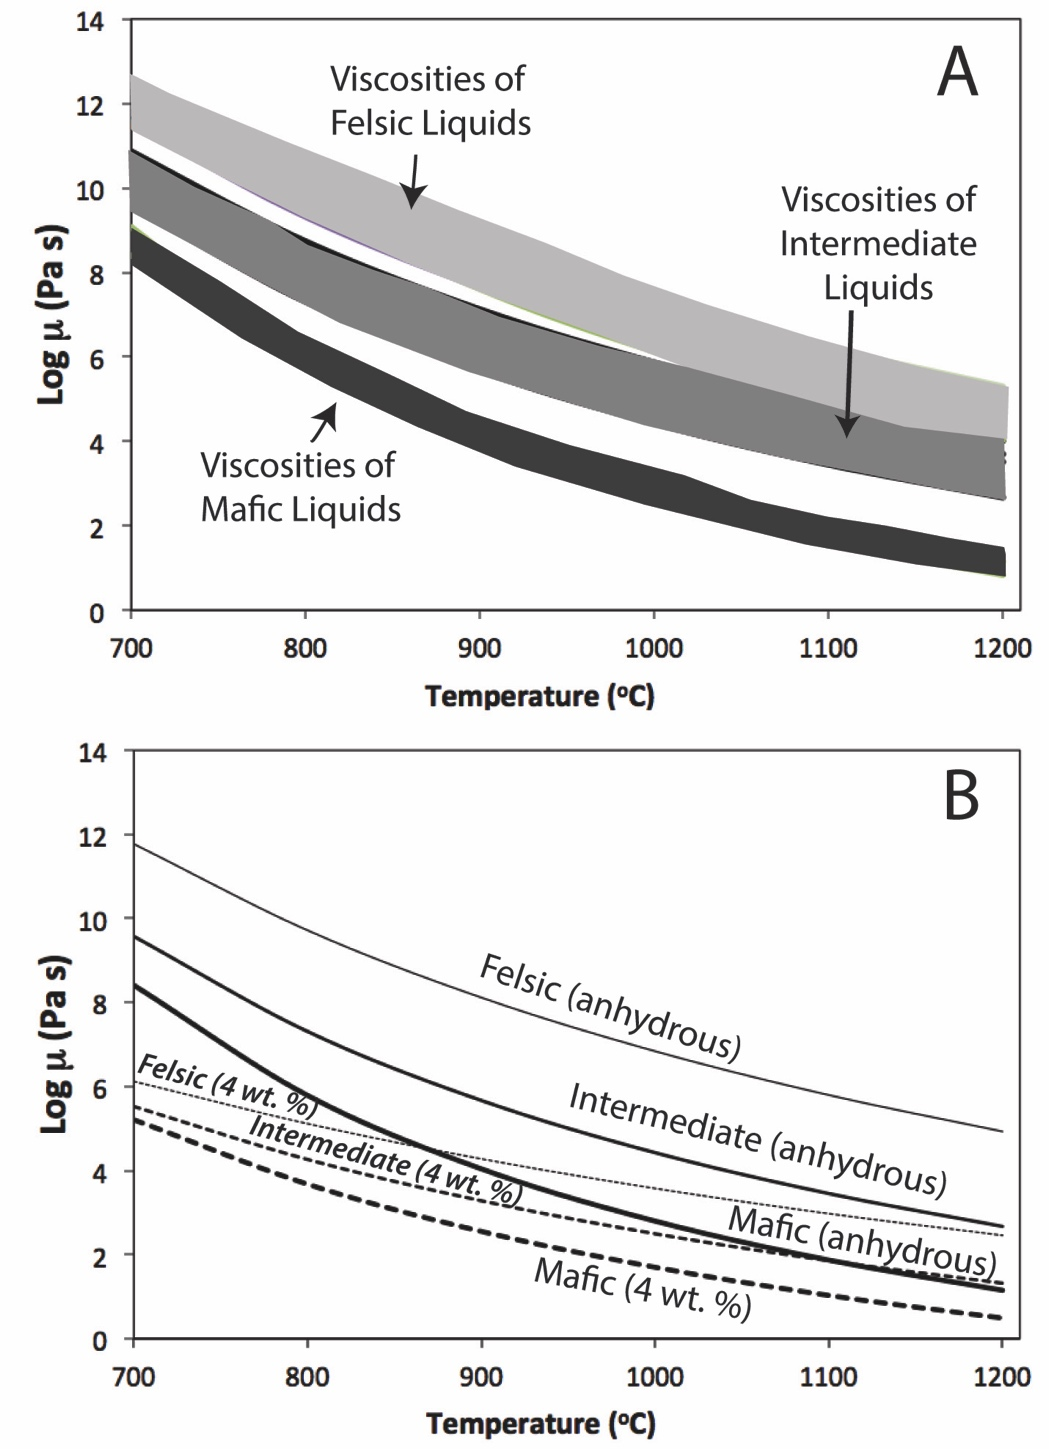 A
14
12
10
8
6
4
2
0
Log μ (Pa s)
Viscosities of
Felsic Liquids
Viscosities of
Intermediate
Liquids
Viscosities of
Mafic Liquids
700 800 900 1000 1100 1200
Temperature (ºC)
B
14
12
10
8
6
4
2
0
Log μ (Pa s)
Felsic (anhydrous)
Intermediate (anhydrous)
Mafic (anhydrous)
Felsic (4 wt. %)
Intermediate (4 wt. %)
Mafic (4 wt. %)
700 800 900 1000 1100 1200
Temperature (ºC)